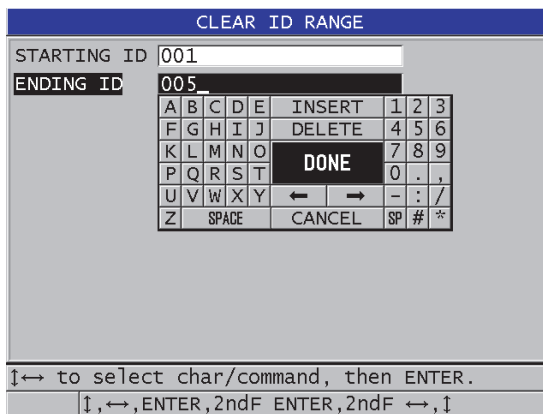 CLEAR ID RANGE
STARTING ID 001
ENDING ID 005_
A B C D E INSERT 1 2 3
F G H I J DELETE 4 5 6
K L M N O DONE 7 8 9
P Q R S T 0 . ,
U V W X Y ← → - : /
Z SPACE CANCEL SP # *
↕↔ to select char/command, then ENTER.
↕,↔,ENTER,2ndF ENTER,2ndF ↔,↕